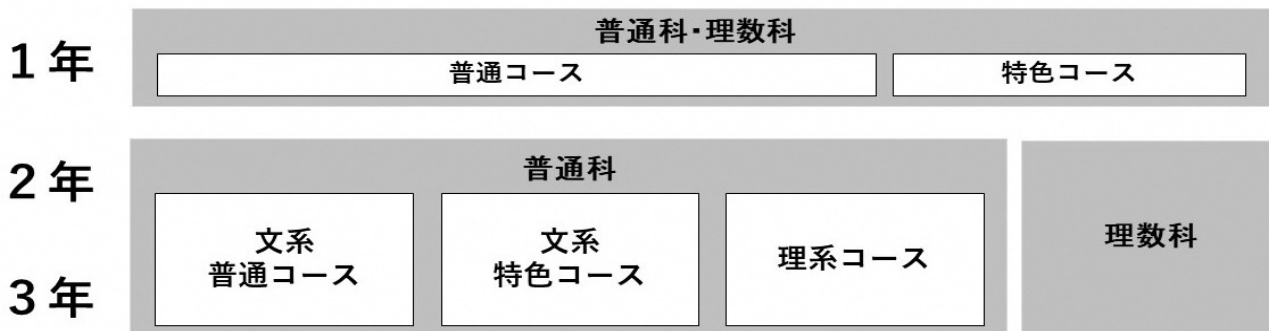 普通科・理数科
1年
普通コース
特色コース
2年
普通科
文系
普通コース
文系
特色コース
理系コース
理数科
3年